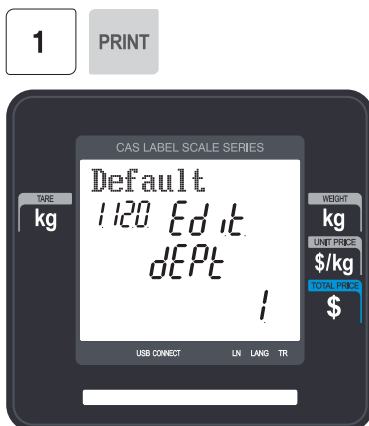 1 PRINT
CAS LABEL SCALE SERIES
Default
TARE
kg
1120 Edit
dEPt
1
WEIGHT
kg
UNIT PRICE
$/kg
TOTAL PRICE
$
USB CONNECT LN LANG TR